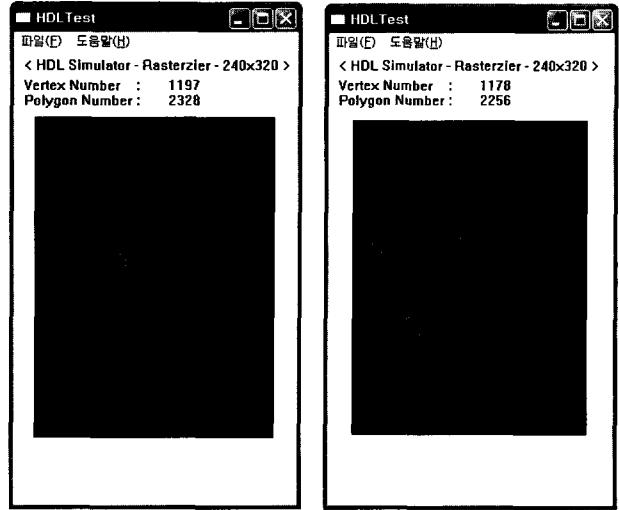 HDLTest
파일(F) 도움말(H)
< HDL Simulator - Rasterzier - 240x320 >
Vertex Number : 1197
Polygon Number : 2328
HDLTest
파일(F) 도움말(H)
< HDL Simulator - Rasterzier - 240x320 >
Vertex Number : 1178
Polygon Number : 2256